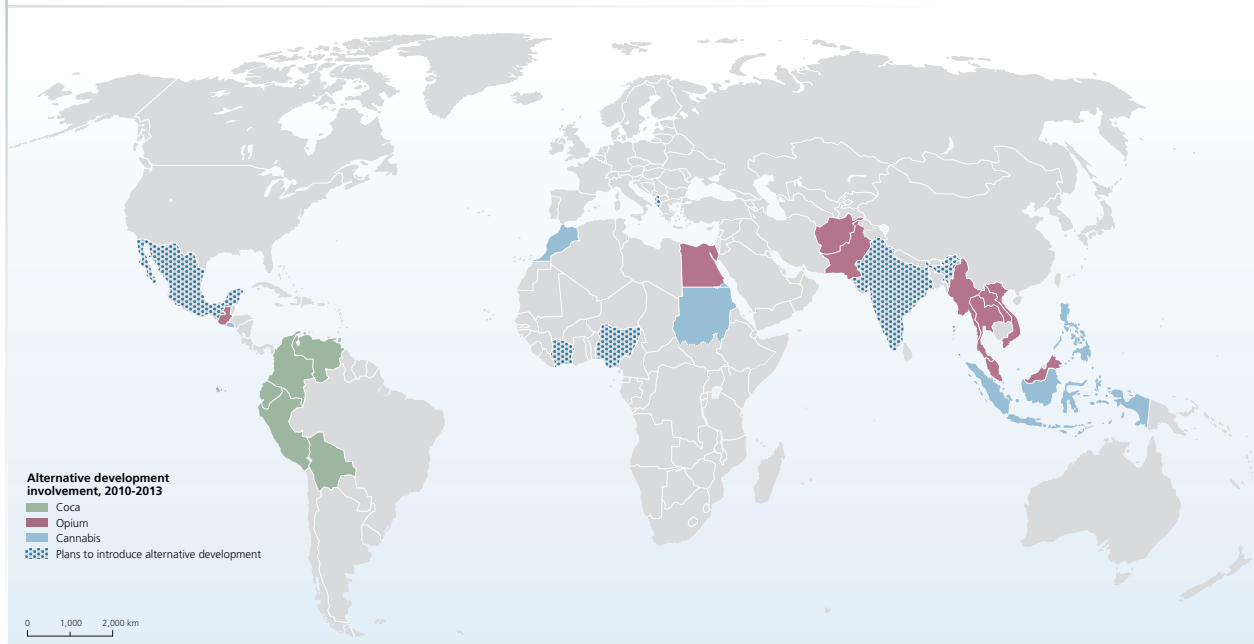 Alternative development
involvement, 2010-2013
Coca
Opium
Cannabis
Plans to introduce alternative development
0 1,000 2,000 km